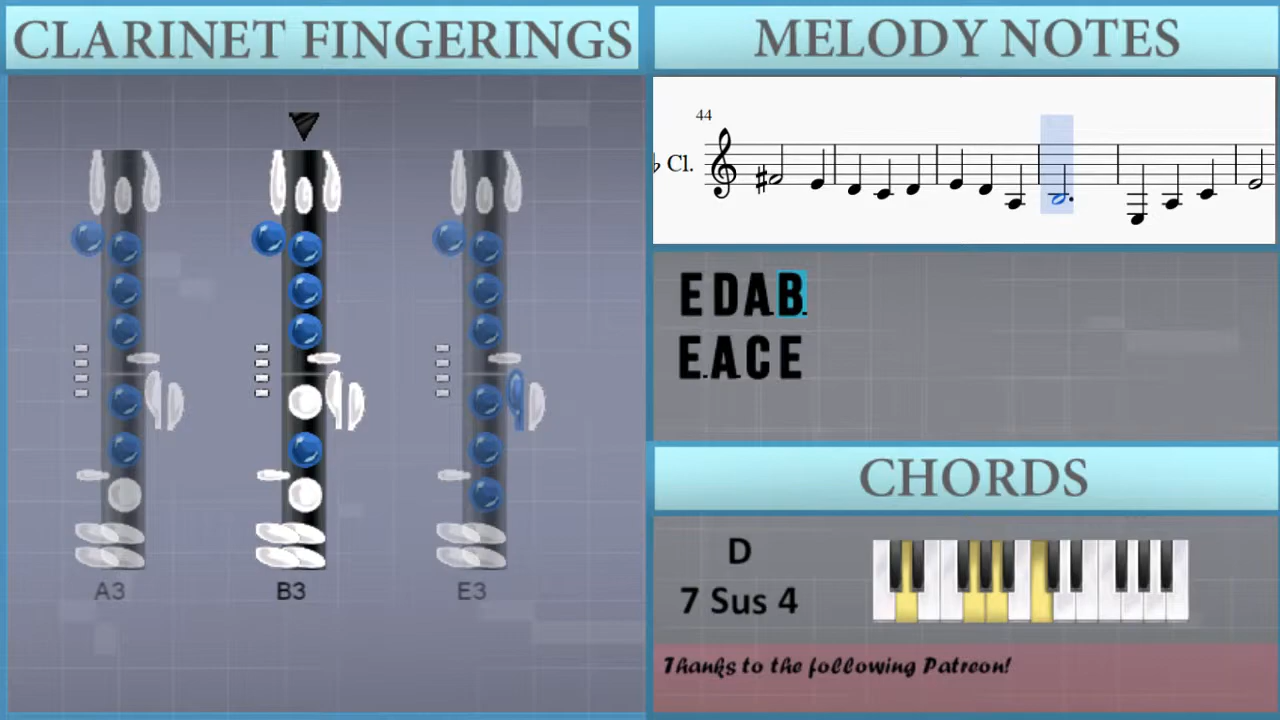 CLARINET FINGERINGS
A3 B3 E3
MELODY NOTES
44
♭ Cl.
E D A. B.
E. A. C E
CHORDS
D
7 Sus 4
Thanks to the following Patreon!